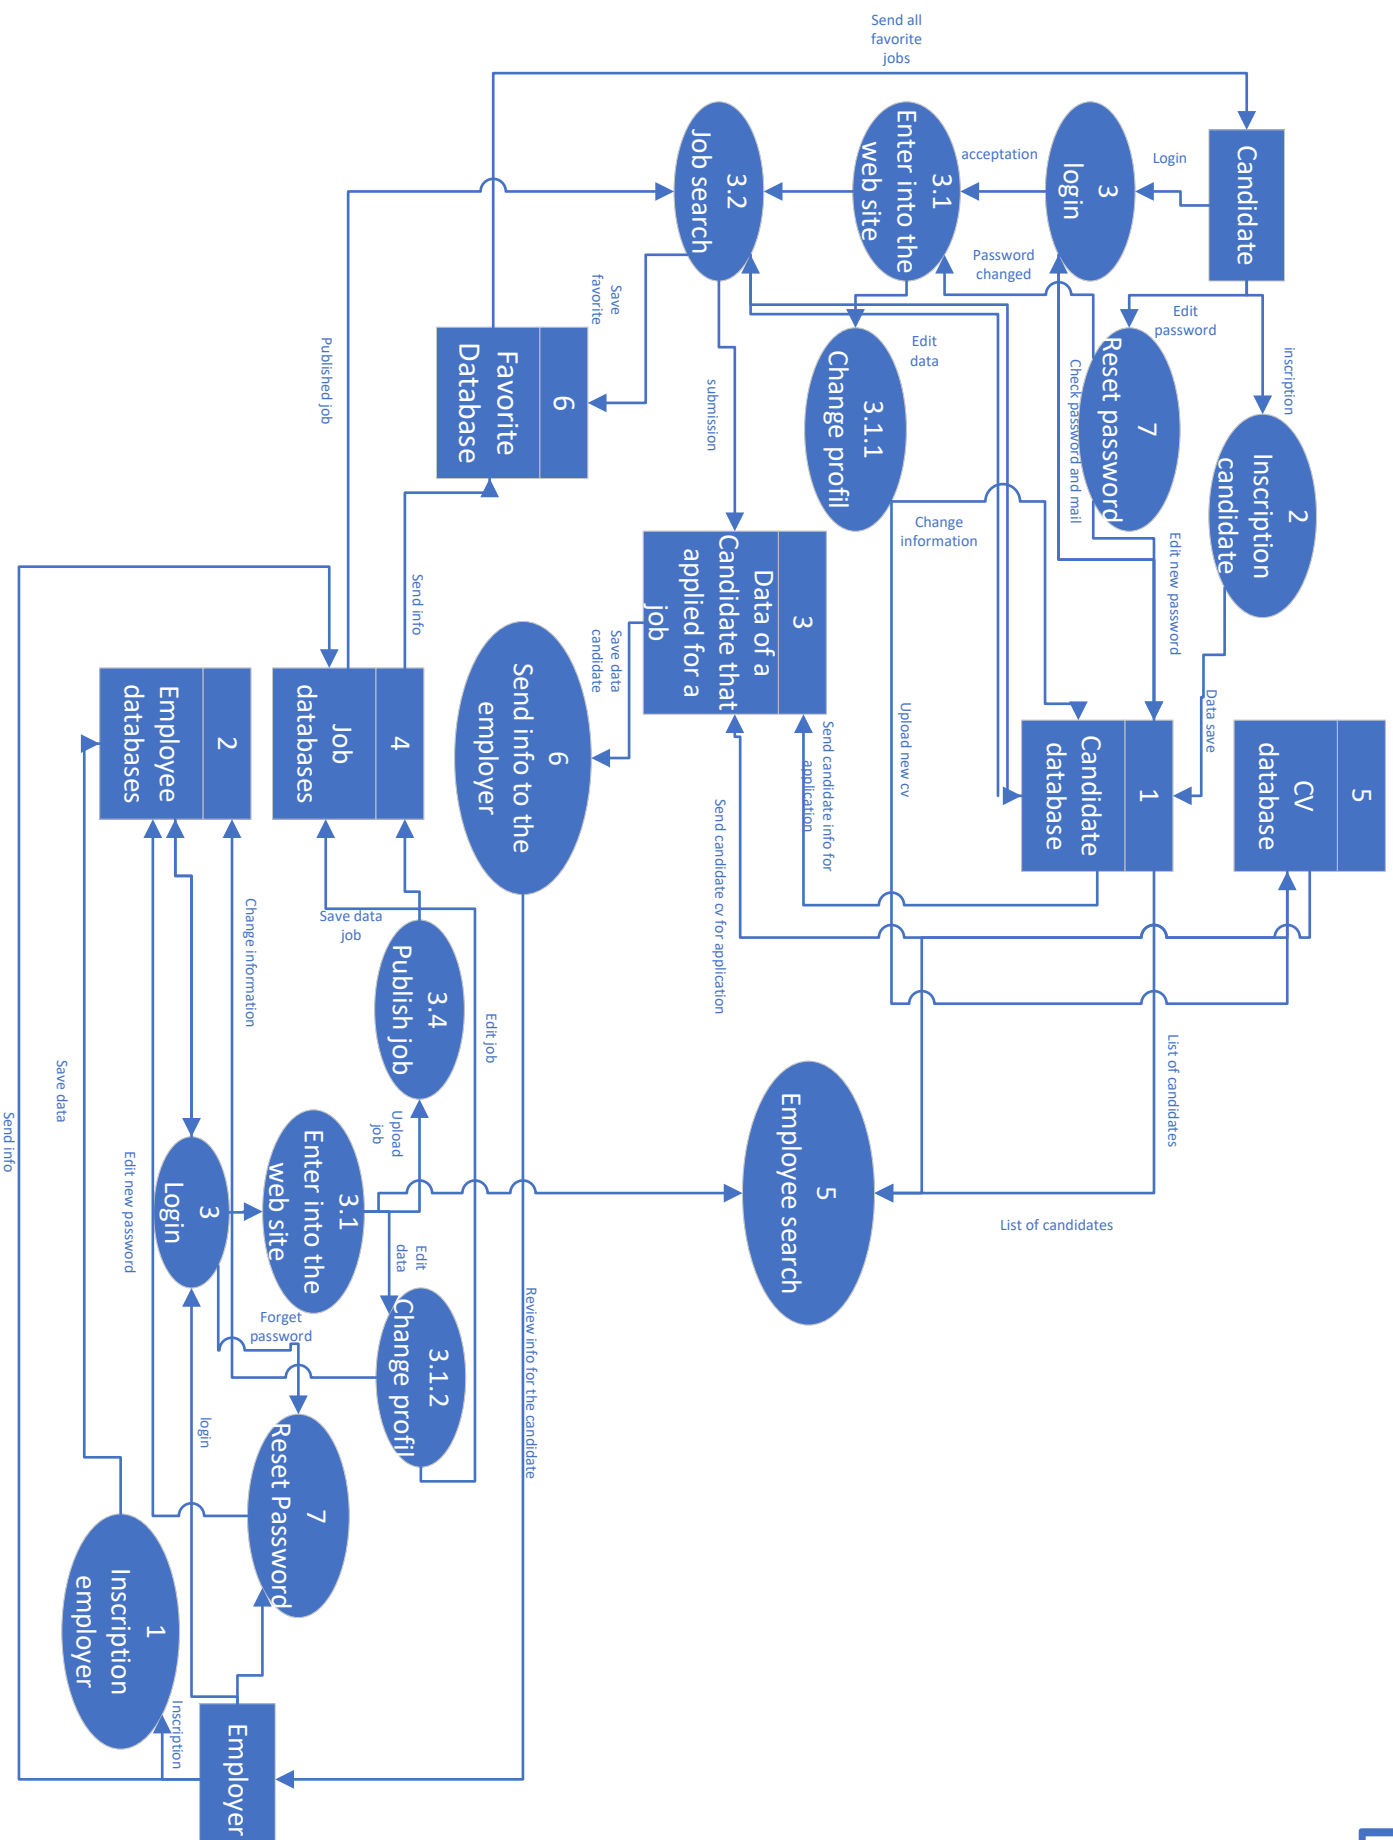 Send all
favorite
jobs
Candidate
Login
3
login
acceptation
3.1
Enter into the
web site
3.2
Job search
Password
changed
Edit
password
inscription
7
Reset password
2
Inscription
candidate
Check password and mail
Edit
data
3.1.1
Change profil
Save
favorite
6
Favorite
Database
Published job
submission
Change
information
Edit new password
Data save
3
Data of a
Candidate that
applied for a
job
Save data
candidate
Send info
6
Send info to the
employer
5
CV
database
1
Candidate
database
Upload new cv
Send candidate info for
application
Send candidate cv for application
4
Job
databases
2
Employee
databases
Save data
job
Change information
3.4
Publish job
Edit job
List of candidates
List of candidates
5
Employee search
Save data
Send info
Edit new password
3
Login
3.1
Enter into the
web site
Upload
job
Edit
data
3.1.2
Change profil
Forget
password
Review info for the candidate
login
7
Reset Password
1
Inscription
employer
Inscription
Employer